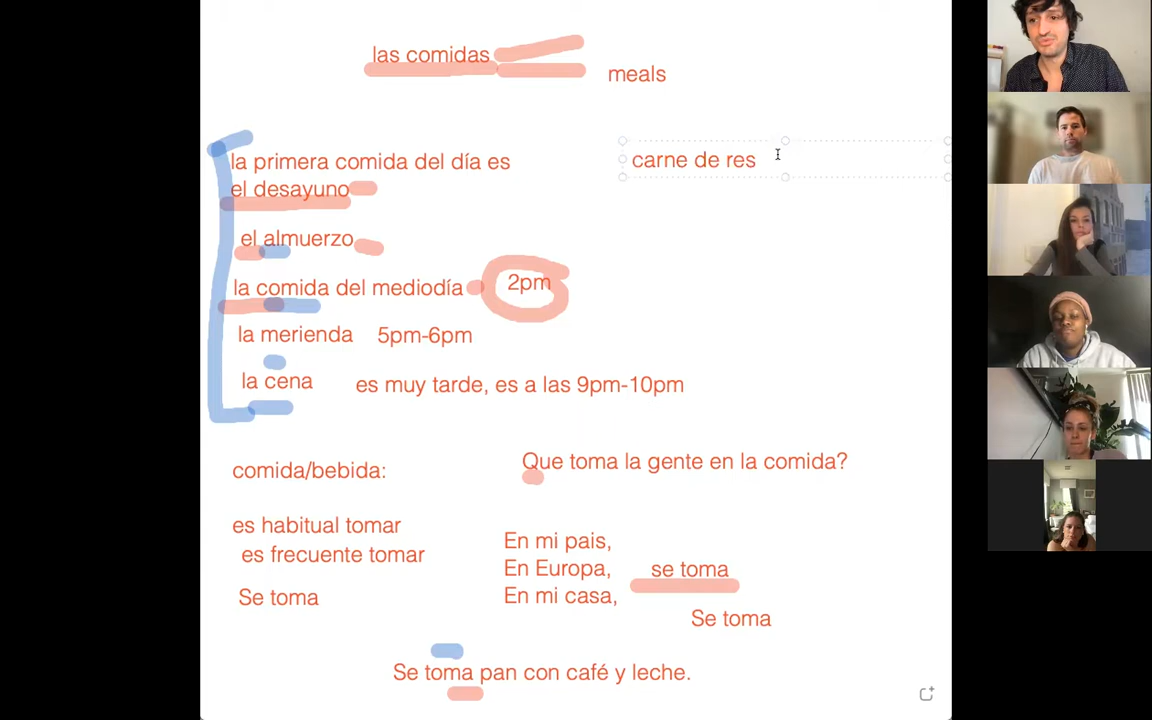 las comidas
meals
la primera comida del día es
el desayuno
carne de res
el almuerzo
la comida del mediodía
2pm
la merienda 5pm-6pm
la cena
es muy tarde, es a las 9pm-10pm
comida/bebida:
Que toma la gente en la comida?
es habitual tomar
es frecuente tomar
Se toma
En mi pais,
En Europa,
En mi casa,
se toma
Se toma
Se toma pan con café y leche.